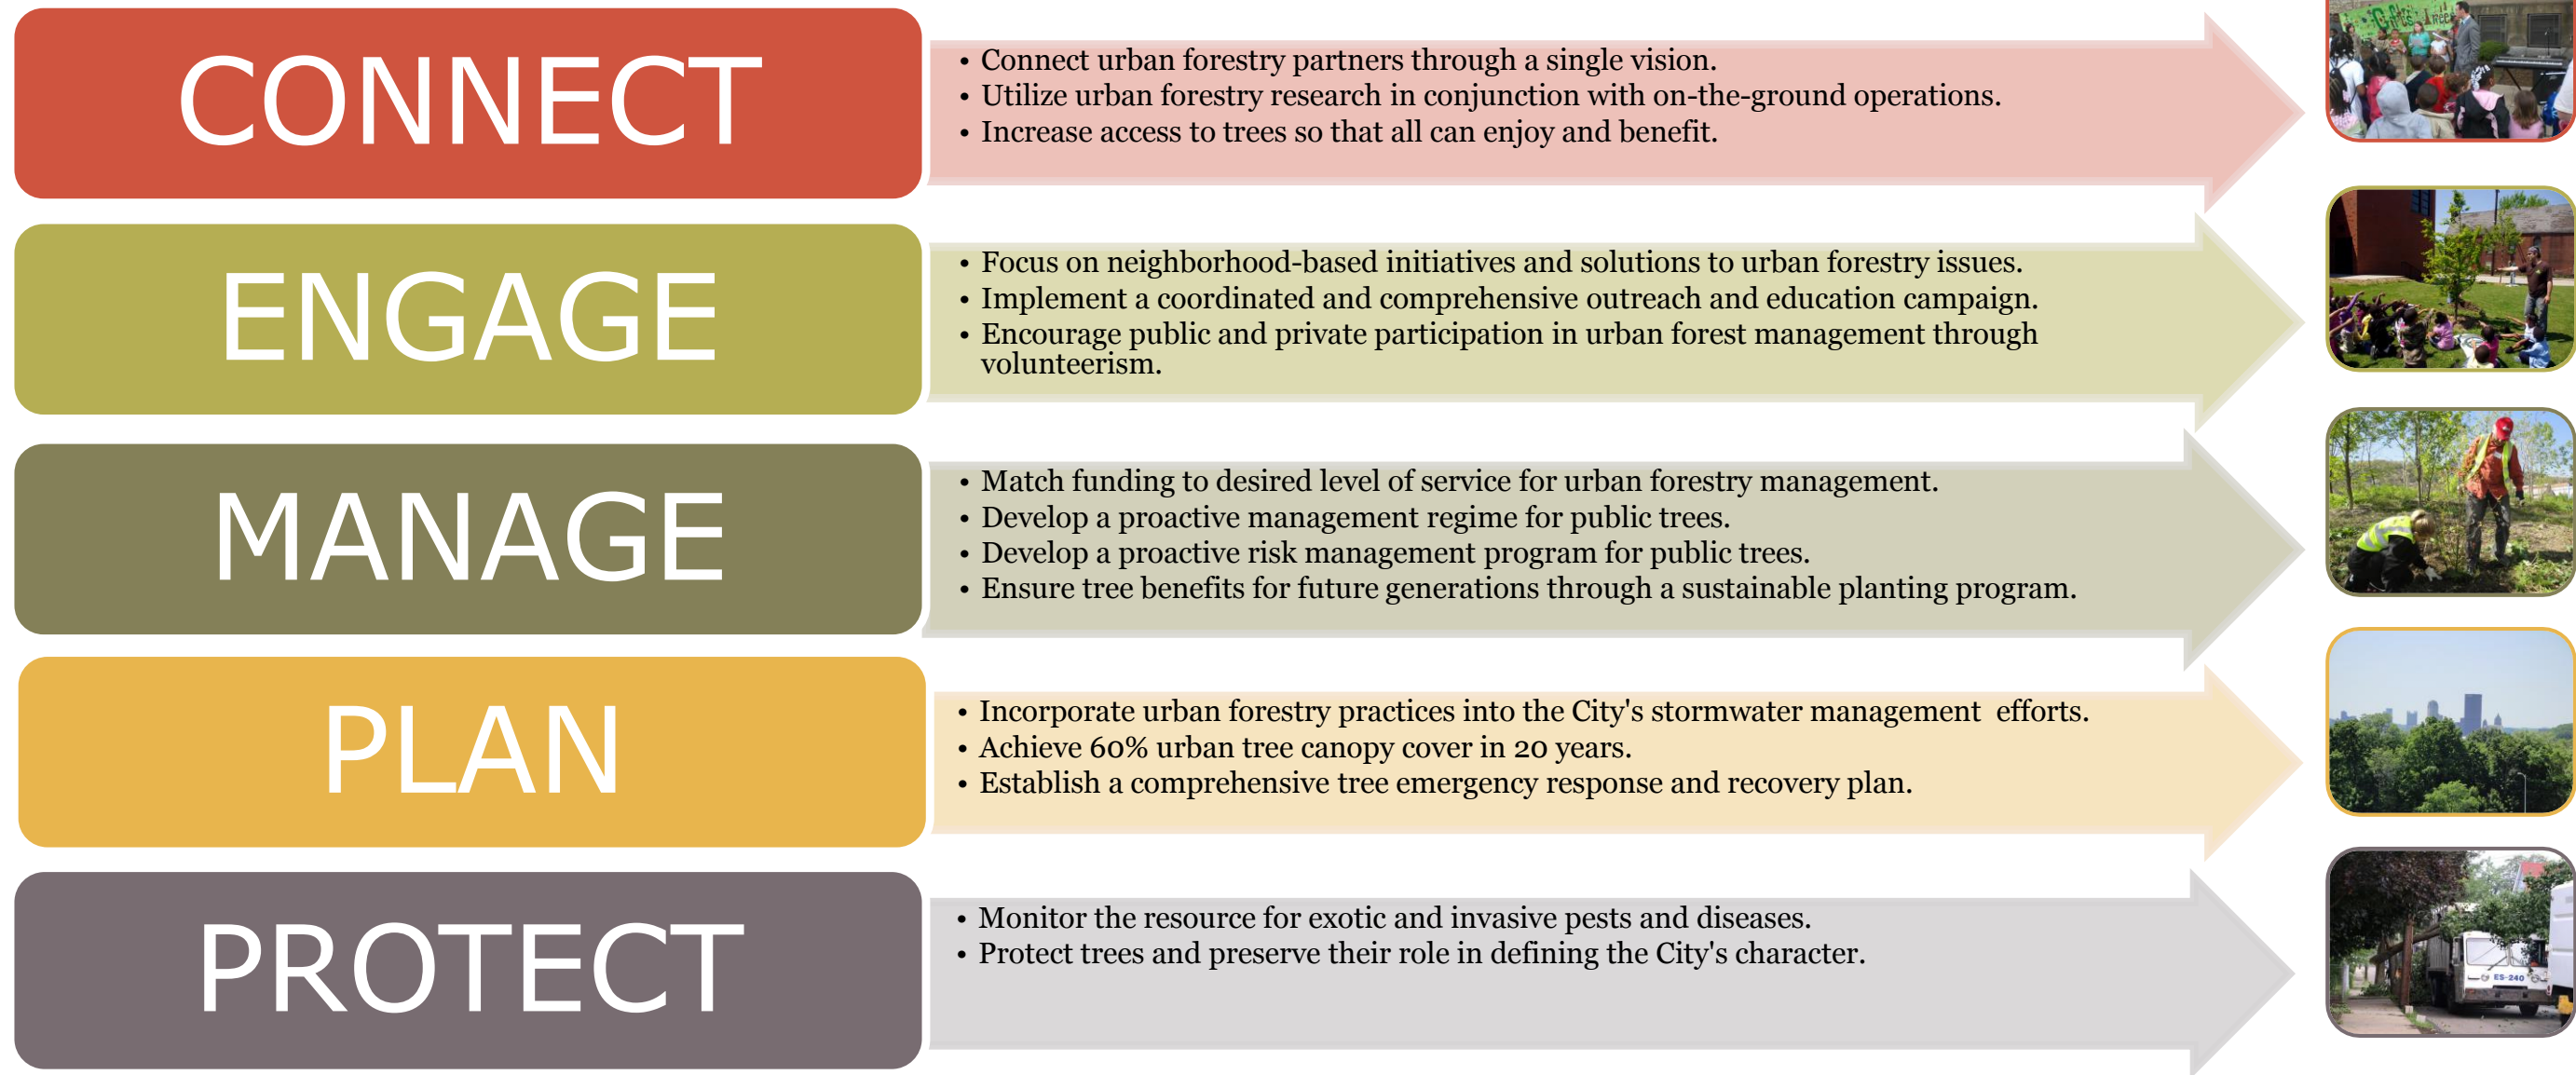 CONNECT
• Connect urban forestry partners through a single vision.
• Utilize urban forestry research in conjunction with on-the-ground operations.
• Increase access to trees so that all can enjoy and benefit.
Gifts Trees
ENGAGE
• Focus on neighborhood-based initiatives and solutions to urban forestry issues.
• Implement a coordinated and comprehensive outreach and education campaign.
• Encourage public and private participation in urban forest management through
volunteerism.
MANAGE
• Match funding to desired level of service for urban forestry management.
• Develop a proactive management regime for public trees.
• Develop a proactive risk management program for public trees.
• Ensure tree benefits for future generations through a sustainable planting program.
PLAN
• Incorporate urban forestry practices into the City's stormwater management  efforts.
• Achieve 60% urban tree canopy cover in 20 years.
• Establish a comprehensive tree emergency response and recovery plan.
PROTECT
• Monitor the resource for exotic and invasive pests and diseases.
• Protect trees and preserve their role in defining the City's character.
ES-240